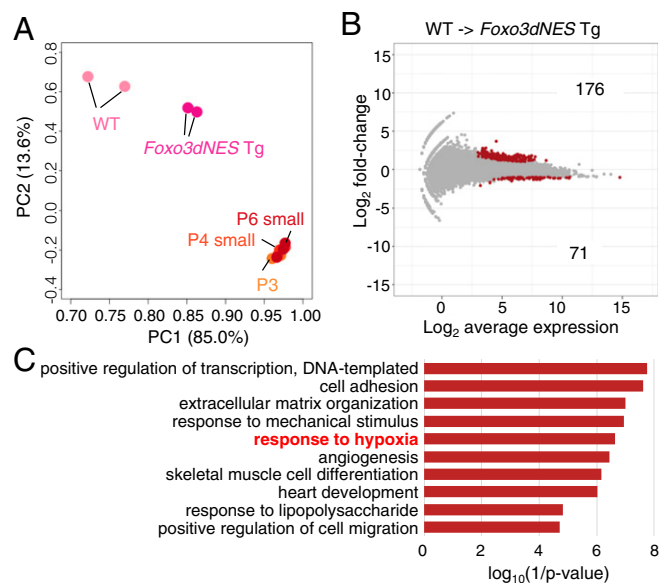 A
PC2 (13.6%)
0.8
0.6
0.4
0.2
0.0
-0.2
-0.4
WT
Foxo3dNES Tg
P6 small
P4 small
P3
0.70 0.75 0.80 0.85 0.90 0.95 1.00
PC1 (85.0%)
B
WT -> Foxo3dNES Tg
Log2 fold-change
15
10
5
0
-5
-10
-15
176
71
0 5 10 15
Log2 average expression
C
positive regulation of transcription, DNA-templated
cell adhesion
extracellular matrix organization
response to mechanical stimulus
response to hypoxia
angiogenesis
skeletal muscle cell differentiation
heart development
response to lipopolysaccharide
positive regulation of cell migration
0 2 4 6 8
log10(1/p-value)